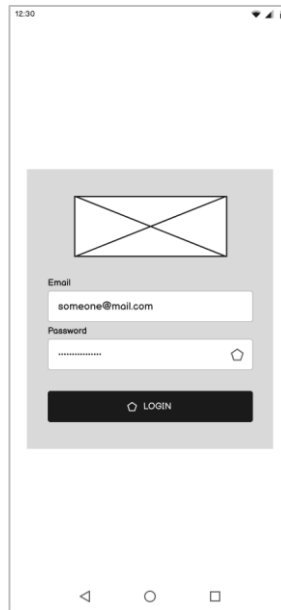 12:30
Email
someone@mail.com
Password
................
LOGIN